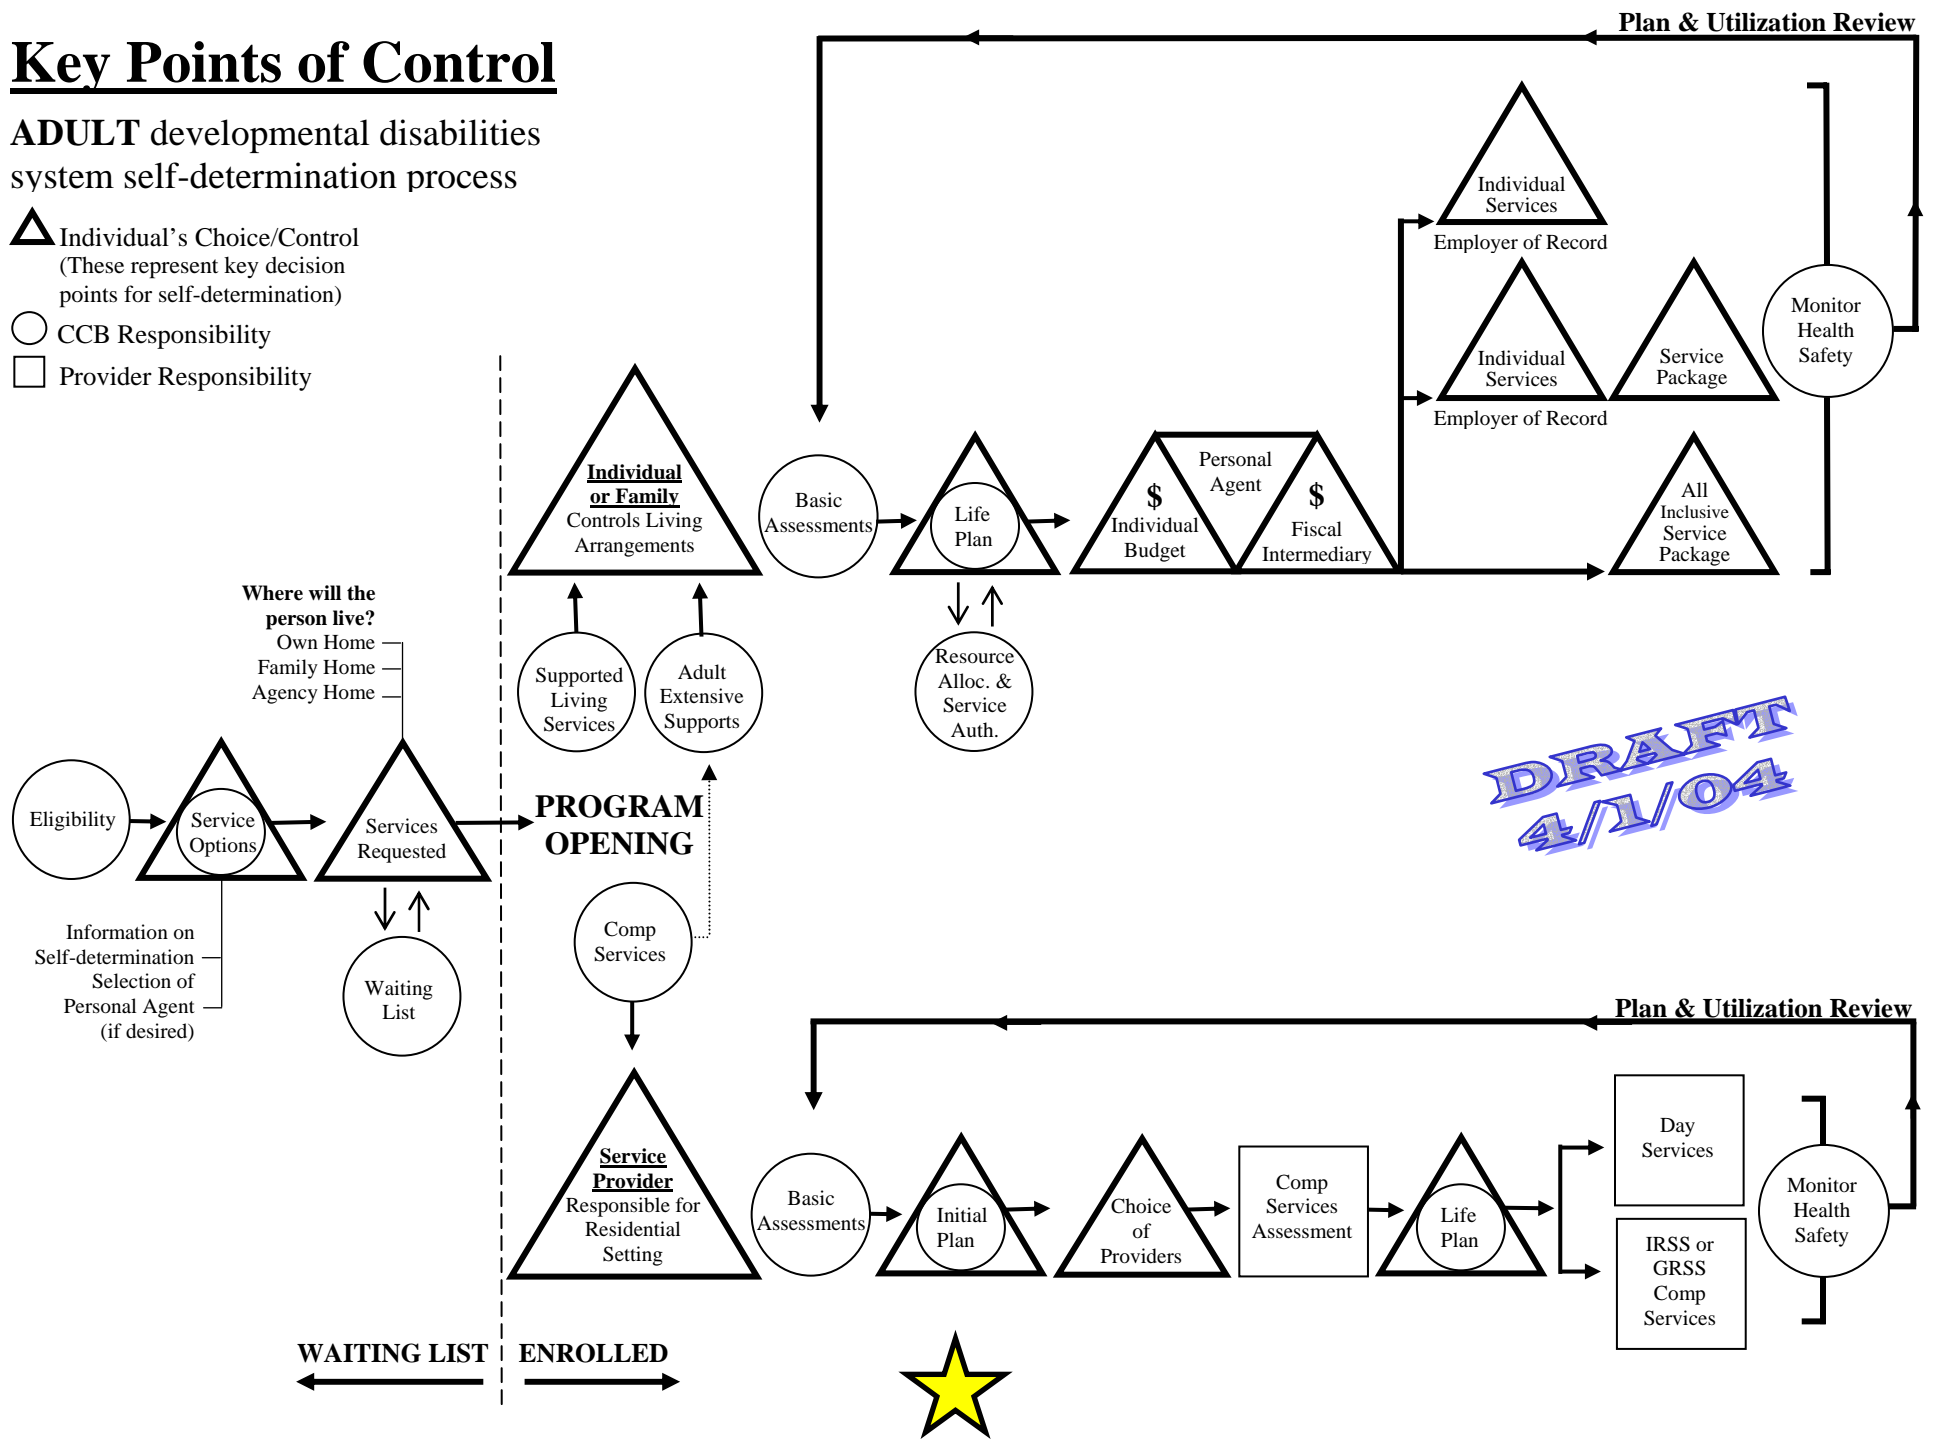 Key Points of Control
ADULT developmental disabilities
system self-determination process
Individual's Choice/Control
(These represent key decision
points for self-determination)
CCB Responsibility
Provider Responsibility
Plan & Utilization Review
Individual
Services
Employer of Record
Individual
Services
Employer of Record
Service
Package
Monitor
Health
Safety
Individual
or Family
Controls Living
Arrangements
Basic
Assessments
Life
Plan
$
Individual
Budget
Personal
Agent
$
Fiscal
Intermediary
All
Inclusive
Service
Package
Where will the
person live?
Own Home
Family Home
Agency Home
Supported
Living
Services
Adult
Extensive
Supports
Resource
Alloc. &
Service
Auth.
DRAFT
4/1/04
Eligibility
Service
Options
Services
Requested
PROGRAM
OPENING
Information on
Self-determination
Selection of
Personal Agent
(if desired)
Waiting
List
Comp
Services
Plan & Utilization Review
Service
Provider
Responsible for
Residential
Setting
Basic
Assessments
Initial
Plan
Choice
of
Providers
Comp
Services
Assessment
Life
Plan
Day
Services
IRSS or
GRSS
Comp
Services
Monitor
Health
Safety
WAITING LIST
ENROLLED